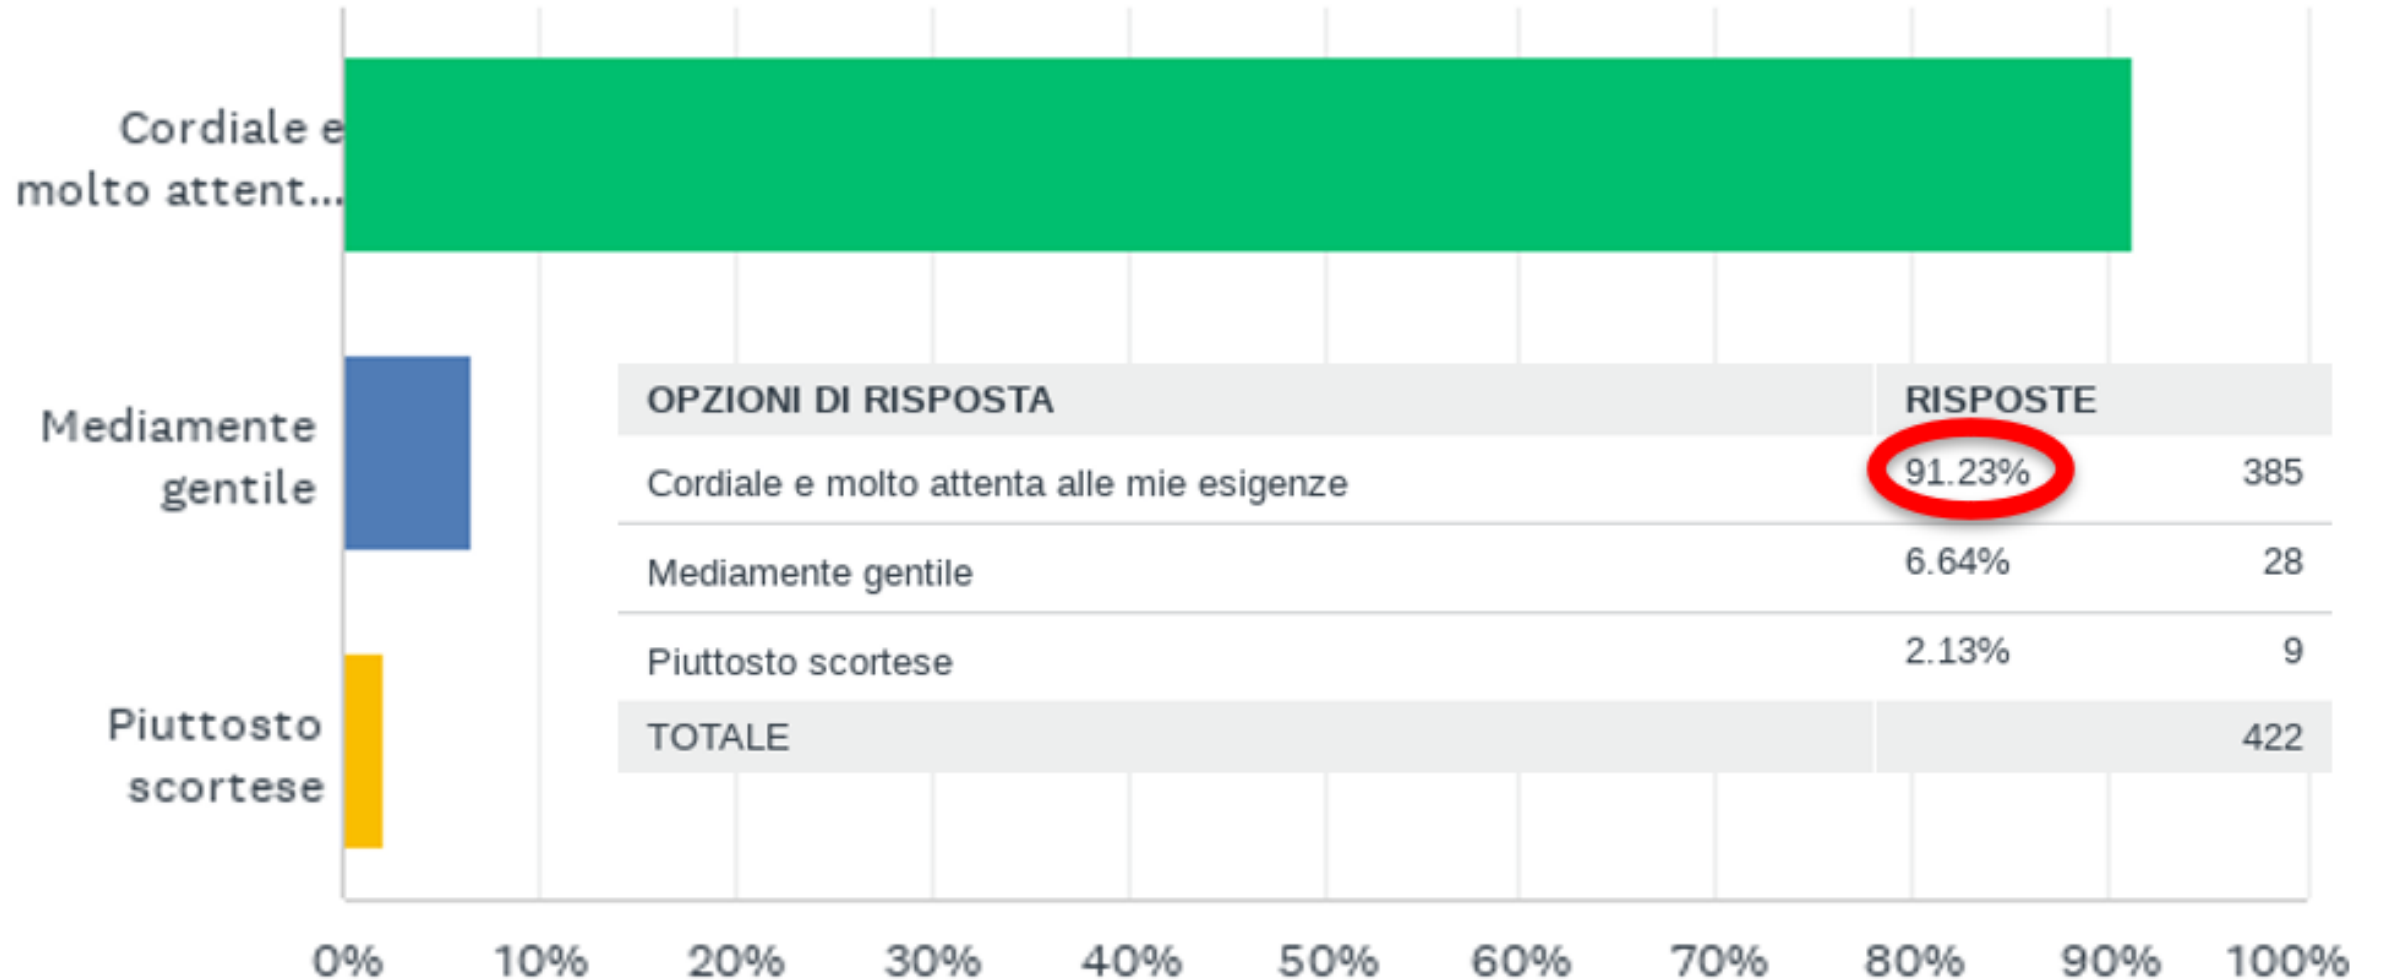 Cordiale e
molto attent...
Mediamente
gentile
OPZIONI DI RISPOSTA RISPOSTE
Cordiale e molto attenta alle mie esigenze 91.23% 385
Mediamente gentile 6.64% 28
Piuttosto scortese 2.13% 9
TOTALE 422
Piuttosto
scortese
0% 10% 20% 30% 40% 50% 60% 70% 80% 90% 100%